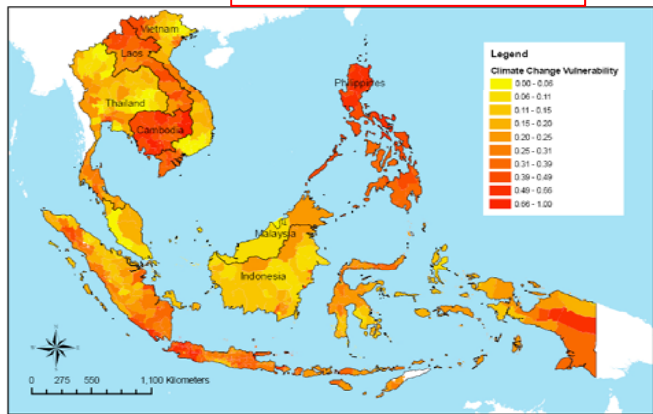 Vietnam
Laos
Thailand
Cambodia
Philippines
Malaysia
Indonesia
Legend
Climate Change Vulnerability
0.00 - 0.06
0.06 - 0.11
0.11 - 0.15
0.15 - 0.20
0.20 - 0.25
0.25 - 0.31
0.31 - 0.39
0.39 - 0.49
0.49 - 0.66
0.66 - 1.00
0 275 550 1,100 Kilometers